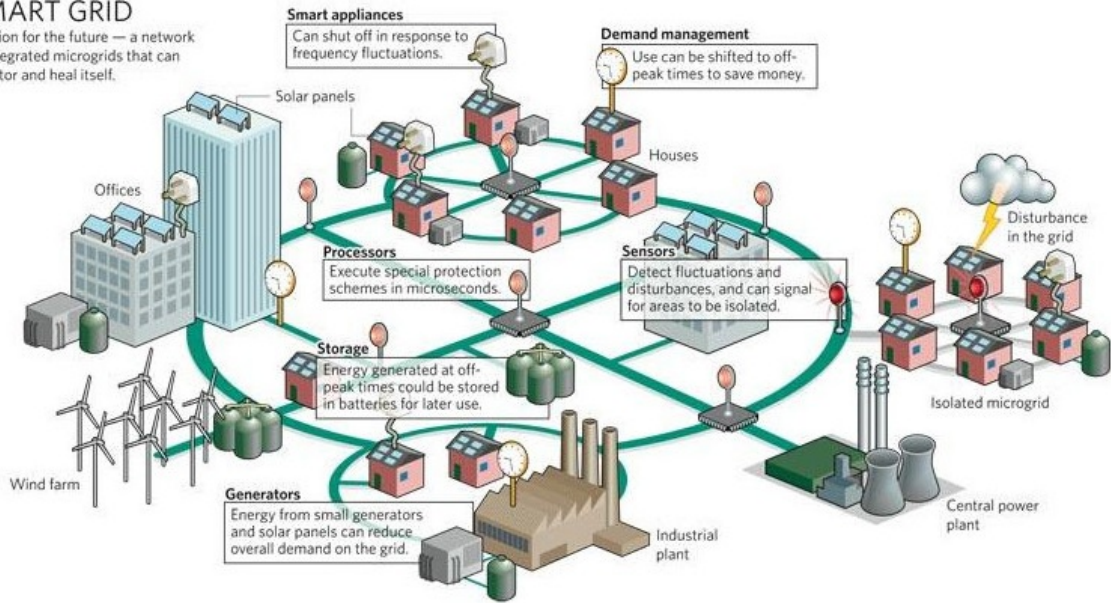 MART GRID
ion for the future — a network
tegrated microgrids that can
tor and heal itself.
Smart appliances
Can shut off in response to
frequency fluctuations.
Demand management
Use can be shifted to off-
peak times to save money.
Solar panels
Houses
Offices
Disturbance
in the grid
Processors
Execute special protection
schemes in microseconds.
Sensors
Detect fluctuations and
disturbances, and can signal
for areas to be isolated.
Storage
Energy generated at off-
peak times could be stored
in batteries for later use.
Isolated microgrid
Wind farm
Generators
Energy from small generators
and solar panels can reduce
overall demand on the grid.
Central power
plant
Industrial
plant